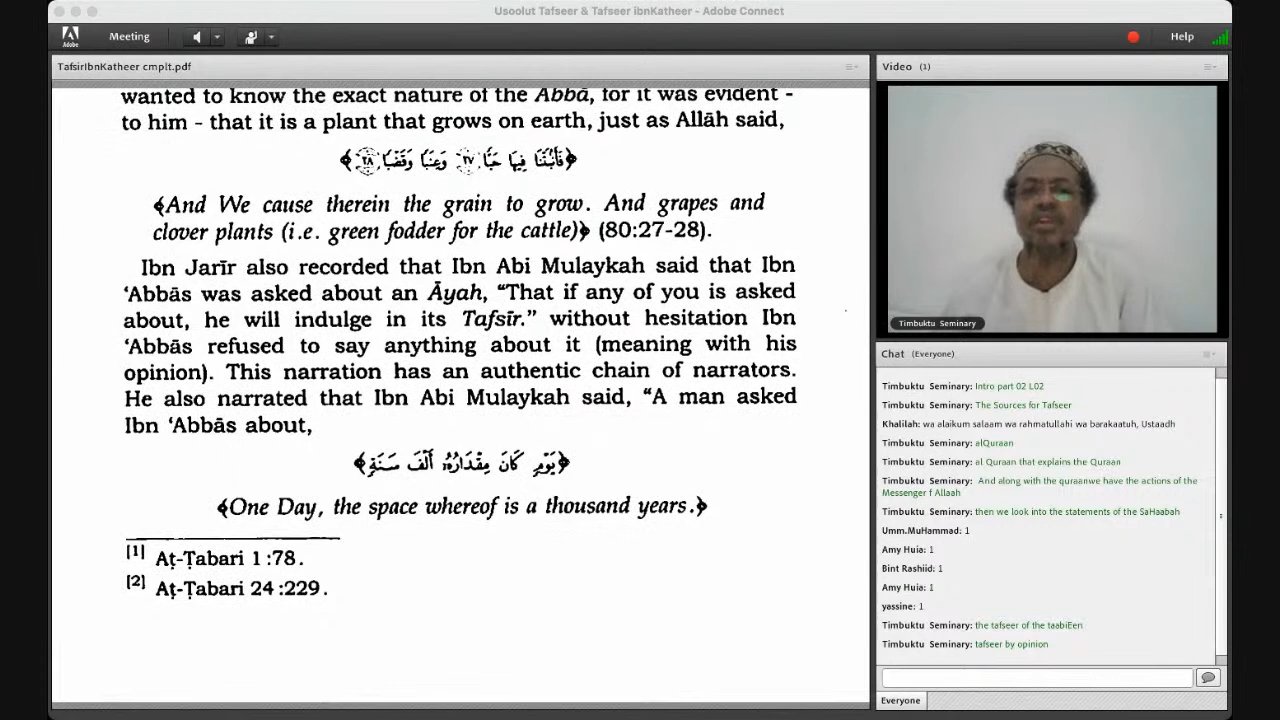 Usoolut Tafseer & Tafseer ibnKatheer - Adobe Connect
Adobe
Meeting
Help
TafsirIbnKatheer cmplt.pdf
wanted to know the exact nature of the Abbā, for it was evident -
to him - that it is a plant that grows on earth, just as Allāh said,
﴿فَأَنۢبَتْنَا فِيهَا حَبًّا ٢٧ وَعِنَبًا وَقَضْبًا ٢٨﴾
﴾And We cause therein the grain to grow. And grapes and
clover plants (i.e. green fodder for the cattle)﴿ (80:27-28).
Ibn Jarīr also recorded that Ibn Abi Mulaykah said that Ibn
‘Abbās was asked about an Āyah, “That if any of you is asked
about, he will indulge in its Tafsīr.” without hesitation Ibn
‘Abbās refused to say anything about it (meaning with his
opinion). This narration has an authentic chain of narrators.
He also narrated that Ibn Abi Mulaykah said, “A man asked
Ibn ‘Abbās about,
﴿يَوْمٍ كَانَ مِقْدَارُهُۥٓ أَلْفَ سَنَةٍ﴾
﴾One Day, the space whereof is a thousand years.﴿
[1] Aṭ-Ṭabari 1:78.
[2] Aṭ-Ṭabari 24:229.
Video (1)
Timbuktu Seminary
Chat (Everyone)
Timbuktu Seminary: Intro part 02 L02
Timbuktu Seminary: The Sources for Tafseer
Khalilah: wa alaikum salaam wa rahmatullahi wa barakaatuh, Ustaadh
Timbuktu Seminary: alQuraan
Timbuktu Seminary: al Quraan that explains the Quraan
Timbuktu Seminary: And along with the quraanwe have the actions of the
Messenger f Allaah
Timbuktu Seminary: then we look into the statements of the SaHaabah
Umm.MuHammad: 1
Amy Huia: 1
Bint Rashiid: 1
Amy Huia: 1
yassine: 1
Timbuktu Seminary: the tafseer of the taabiEen
Timbuktu Seminary: tafseer by opinion
Everyone